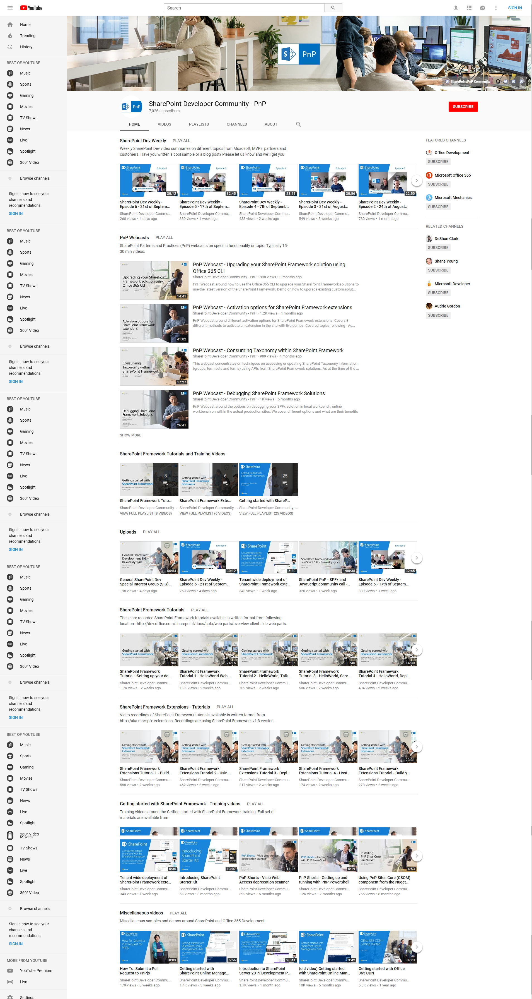 YouTube
Search
SIGN IN
Home
Trending
History
BEST OF YOUTUBE
Music
Sports
Gaming
Movies
TV Shows
News
Live
Spotlight
360° Video
Browse channels
Sign in now to see your
channels and
recommendations!
SIGN IN
BEST OF YOUTUBE
Music
Sports
Gaming
Movies
TV Shows
News
Live
Spotlight
360° Video
Browse channels
Sign in now to see your
channels and
recommendations!
SIGN IN
BEST OF YOUTUBE
Music
Sports
Gaming
Movies
TV Shows
News
Live
Spotlight
360° Video
Browse channels
Sign in now to see your
channels and
recommendations!
SIGN IN
BEST OF YOUTUBE
Music
Sports
Gaming
Movies
TV Shows
News
Live
Spotlight
360° Video
Browse channels
Sign in now to see your
channels and
recommendations!
SIGN IN
BEST OF YOUTUBE
Music
Sports
Gaming
Movies
TV Shows
News
Live
Spotlight
360° Video
Movies
TV Shows
News
Live
Spotlight
360° Video
Browse channels
Sign in now to see your
channels and
recommendations!
SIGN IN
MORE FROM YOUTUBE
YouTube Premium
Live
Settings
S PnP
SharePoint PnP Community
S PnP
SharePoint Developer Community - PnP
7,026 subscribers
SUBSCRIBE
HOME VIDEOS PLAYLISTS CHANNELS ABOUT
SharePoint Dev Weekly PLAY ALL
Weekly SharePoint Dev video summaries on different topics from Microsoft, MVPs, partners and
customers. Have you written a cool sample or a blog post? Please let us know and we'll get you
SharePoint Episode 6 30:12
SharePoint Episode 5 32:45
SharePoint Episode 4 28:21
SharePoint Episode 3 30:56
SharePoint Episode 2 22:50
SharePoint Dev Weekly -
Episode 6 - 21st of Septem...
SharePoint Developer Commu...
260 views • 4 days ago
SharePoint Dev Weekly -
Episode 5 - 17th of Septem...
SharePoint Developer Commu...
339 views • 1 week ago
SharePoint Dev Weekly -
Episode 4 - 7th of Septemb...
SharePoint Developer Commu...
433 views • 2 weeks ago
SharePoint Dev Weekly -
Episode 3 - 31st of August...
SharePoint Developer Commu...
549 views • 3 weeks ago
SharePoint Dev Weekly -
Episode 2 - 24th of August...
SharePoint Developer Commu...
730 views • 1 month ago
PnP Webcasts PLAY ALL
SharePoint Patterns and Practices (PnP) webcasts on specific functionality or topic. Typically 15-
30 min videos.
Upgrading your SharePoint
Framework solution using
Office 365 CLI
14:41
PnP Webcast - Upgrading your SharePoint Framework solution using
Office 365 CLI
SharePoint Developer Community - PnP • 998 views • 3 months ago
PnP Webcast around how to use the Office 365 CLI to upgrade your SharePoint Framework solutions to
use the latest version of the SharePoint Framework. Demo on how to upgrade existing custom solut...
Activation options for
SharePoint Framework
extensions
41:02
PnP Webcast - Activation options for SharePoint Framework extensions
SharePoint Developer Community - PnP • 1.2K views • 4 months ago
PnP Webcast around different activation options for SharePoint Framework extensions. Covers 3
different methods to activate an extension in the site with live demos. Covered topics following - Ac...
Consuming
Taxonomy within
SharePoint Framework
17:27
PnP Webcast - Consuming Taxonomy within SharePoint Framework
SharePoint Developer Community - PnP • 989 views • 4 months ago
This webcast concentrates on techniques on accessing or updating SharePoint Taxonomy information
(groups, term sets and terms) using APIs from SharePoint Framework solutions. As at the time of the ...
Debugging SharePoint
Framework Solutions
26:41
PnP Webcast - Debugging SharePoint Framework Solutions
SharePoint Developer Community - PnP • 1K views • 5 months ago
PnP Webcast around the options on debugging your SPFx solution in local workbench, online
workbench on within the actual production sites. We cover different options and what are their benefits
SHOW MORE
SharePoint Framework Tutorials and Training Videos
Getting started with
SharePoint Framework
8
Getting started with
SharePoint Framework
Extensions
6
SharePoint
Getting started with
SharePoint Framework
25
SharePoint Framework Tuto...
SharePoint Developer Community -...
VIEW FULL PLAYLIST (8 VIDEOS)
SharePoint Framework Exte...
SharePoint Developer Community -...
VIEW FULL PLAYLIST (6 VIDEOS)
Getting started with ShareP...
SharePoint Developer Community -...
VIEW FULL PLAYLIST (25 VIDEOS)
Uploads PLAY ALL
General SharePoint
Development SIG
Bi-weekly sync
56:54
SharePoint Episode 6 30:12
SharePoint
Consistently extend
SharePoint with the
SharePoint Framework
5:30
SharePoint Framework and
JavaScript SIG – Bi-weekly sync
1:00:38
SharePoint Episode 5 32:45
General SharePoint Dev
Special Interest Group (SIG)...
198 views • 4 days ago
SharePoint Dev Weekly -
Episode 6 - 21st of Septem...
260 views • 4 days ago
Tenant wide deployment of
SharePoint Framework exte...
343 views • 1 week ago
SharePoint PnP - SPFx and
JavaScript community call -...
326 views • 1 week ago
SharePoint Dev Weekly -
Episode 5 - 17th of Septem...
339 views • 1 week ago
SharePoint Framework Tutorials PLAY ALL
These are recorded SharePoint Framework tutorials available in written format from following
location - http://dev.office.com/sharepoint/docs/spfx/web-parts/overview-client-side-web-parts.
Getting started with
SharePoint Framework
11:05
Getting started with
SharePoint Framework
24:15
Getting started with
SharePoint Framework
15:06
Getting started with
SharePoint Framework
11:40
Getting started with
SharePoint Framework
14:30
SharePoint Framework
Tutorial - Setting up your de...
SharePoint Developer Commu...
1.7K views • 2 weeks ago
SharePoint Framework
Tutorial 1 - HelloWorld Web...
SharePoint Developer Commu...
1.9K views • 2 weeks ago
SharePoint Framework
Tutorial 2 - HelloWorld, Talk...
SharePoint Developer Commu...
709 views • 2 weeks ago
SharePoint Framework
Tutorial 3 - HelloWorld, Serv...
SharePoint Developer Commu...
506 views • 2 weeks ago
SharePoint Framework
Tutorial 4 - HelloWorld, Depl...
SharePoint Developer Commu...
404 views • 2 weeks ago
SharePoint Framework Extensions - Tutorials PLAY ALL
Video recordings of SharePoint Framework tutorials available in written format from
http://aka.ms/spfx-extensions. Recordings are using SharePoint Framework v1.3 version
Getting started with
SharePoint Framework
Extensions
10:53
Getting started with
SharePoint Framework
Extensions
15:30
Getting started with
SharePoint Framework
Extensions
11:54
Getting started with
SharePoint Framework
Extensions
15:47
Getting started with
SharePoint Framework
Extensions
23:31
SharePoint Framework
Extensions Tutorial 1 - Build...
SharePoint Developer Commu...
588 views • 2 weeks ago
SharePoint Framework
Extensions Tutorial 2 - Usin...
SharePoint Developer Commu...
462 views • 2 weeks ago
SharePoint Framework
Extensions Tutorial 3 - Depl...
SharePoint Developer Commu...
217 views • 2 weeks ago
SharePoint Framework
Extensions Tutorial 4 - Host...
SharePoint Developer Commu...
174 views • 2 weeks ago
SharePoint Framework
Extensions Tutorial - Build y...
SharePoint Developer Commu...
278 views • 2 weeks ago
Getting started with SharePoint Framework - Training videos PLAY ALL
Training videos around the Getting started with SharePoint Framework training. Full set of
materials are available from
SharePoint SharePoint SharePoint SharePoint SharePoint
SharePoint
Consistently extend
SharePoint with the
SharePoint Framework
5:30
SharePoint
Introducing
SharePoint
Starter Kit
13:07
PnP Shorts - Visio Web Access
deprecation scanner
17:36
PnP Shorts – Getting Started
with PnP PowerShell
5:19
Installing
PnP Sites Core
via NuGet
4:53
Tenant wide deployment of
SharePoint Framework exte...
SharePoint Developer Commu...
343 views • 1 week ago
Introducing SharePoint
Starter Kit
SharePoint Developer Commu...
6K views • 3 months ago
PnP Shorts - Visio Web
Access deprecation scanner
SharePoint Developer Commu...
392 views • 6 months ago
PnP Shorts - Getting up and
running with PnP PowerShell
SharePoint Developer Commu...
1.2K views • 7 months ago
Using PnP Sites Core (CSOM)
component from the Nuget...
SharePoint Developer Commu...
765 views • 8 months ago
Miscellaneous videos PLAY ALL
Miscellaneous samples and demos around SharePoint and Office 365 Development.
SharePoint
How To: Submit a
Pull Request for
PnPjs
18:03
SharePoint
Getting started with
SharePoint Online
Management Shell
5:56
SharePoint
26:41
SharePoint
Getting started with
SharePoint Online
Management Shell
3:42
SharePoint
Office 365 CDN –
Getting started
34:23
How To: Submit a Pull
Request to PnPjs
SharePoint Developer Commu...
179 views • 3 weeks ago
Getting started with
SharePoint Online Manage...
SharePoint Developer Commu...
1.4K views • 3 weeks ago
Introduction to SharePoint
Server 2019 Development P...
SharePoint Developer Commu...
1.7K views • 1 month ago
(old video) Getting started
with SharePoint Online Man...
SharePoint Developer Commu...
10K views • 5 months ago
Getting started with Office
365 CDN
SharePoint Developer Commu...
5.3K views • 1 year ago
FEATURED CHANNELS
Office Development
SUBSCRIBE
Microsoft Office 365
SUBSCRIBE
Microsoft Mechanics
SUBSCRIBE
RELATED CHANNELS
DeShon Clark
SUBSCRIBE
Shane Young
SUBSCRIBE
Microsoft Developer
SUBSCRIBE
Audrie Gordon
SUBSCRIBE